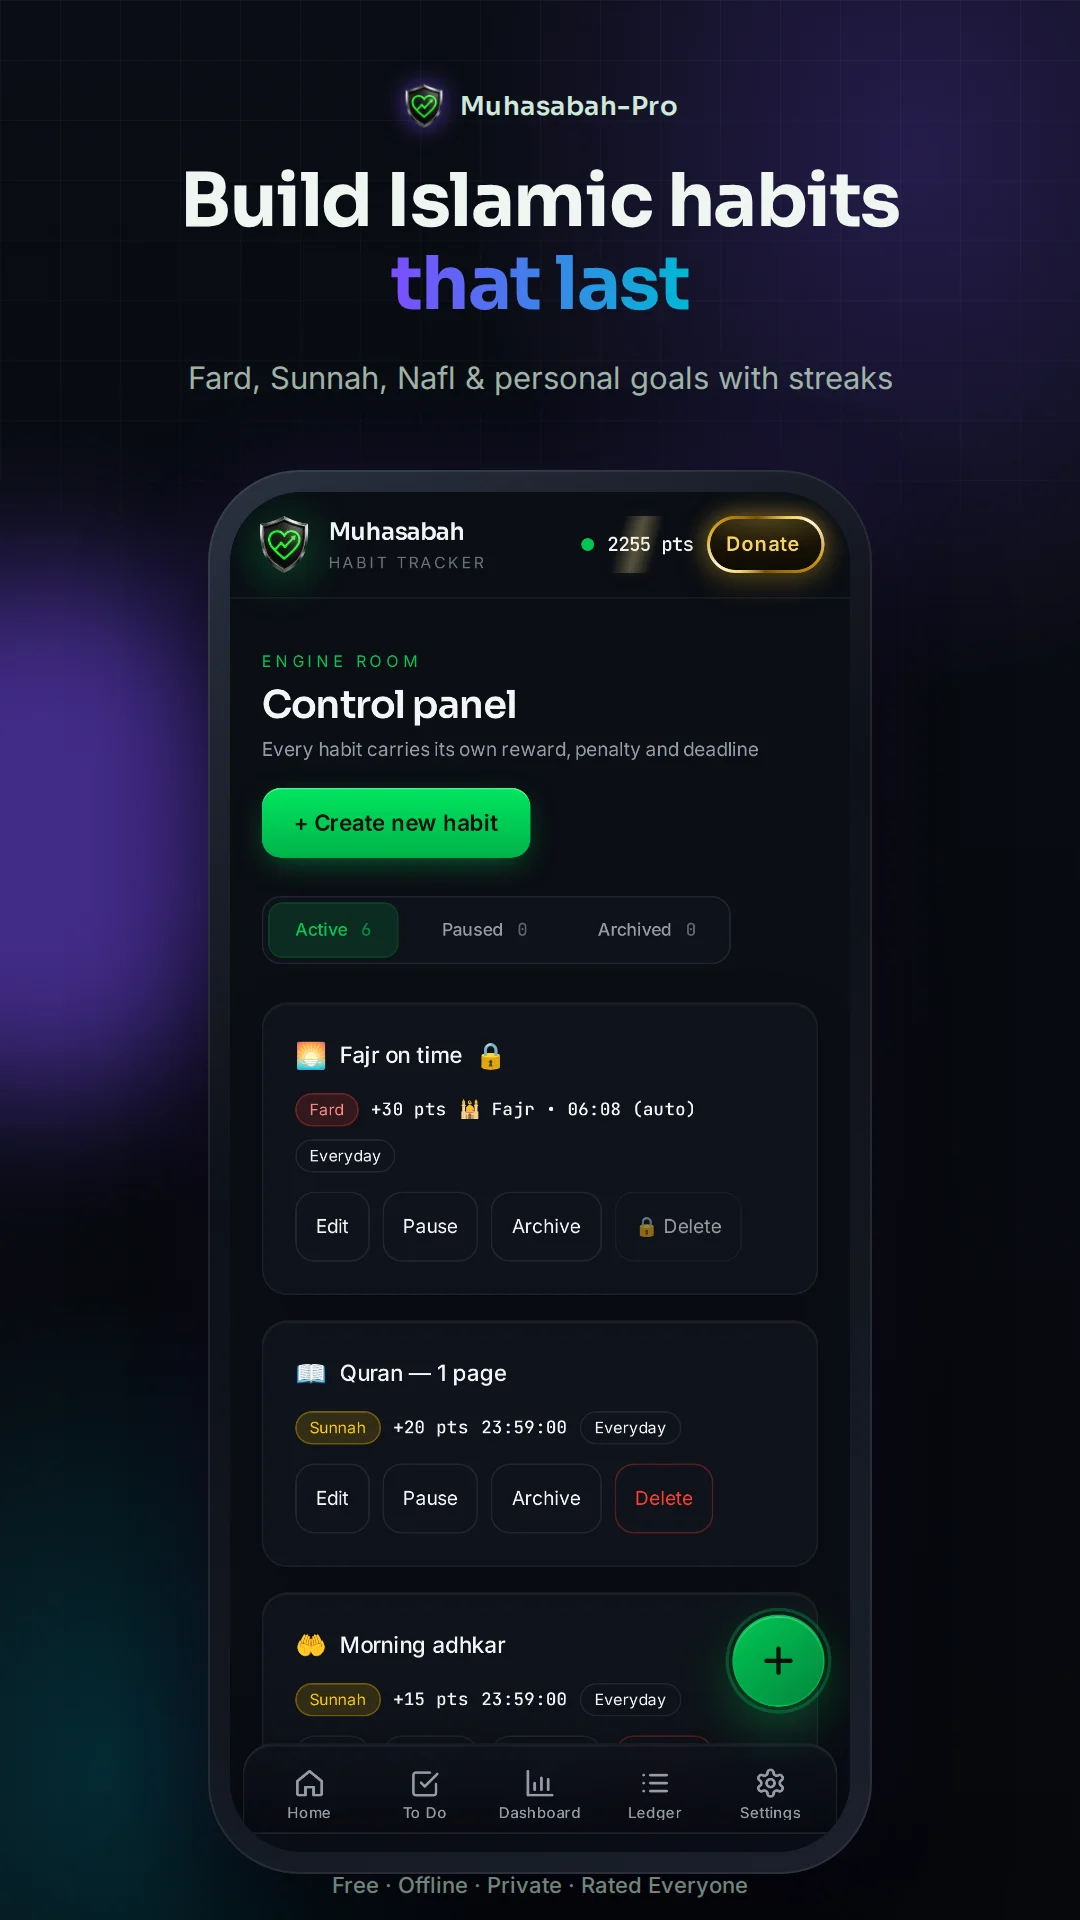 Muhasabah-Pro
Build Islamic habits
that last
Fard, Sunnah, Nafl & personal goals with streaks
Muhasabah
HABIT TRACKER
2255 pts
Donate
ENGINE ROOM
Control panel
Every habit carries its own reward, penalty and deadline
+ Create new habit
Active 6 Paused 0 Archived 0
Fajr on time
Fard +30 pts Fajr • 06:08 (auto)
Everyday
Edit Pause Archive Delete
Quran — 1 page
Sunnah +20 pts 23:59:00 Everyday
Edit Pause Archive Delete
Morning adhkar
Sunnah +15 pts 23:59:00 Everyday
+
Home To Do Dashboard Ledger Settings
Free · Offline · Private · Rated Everyone